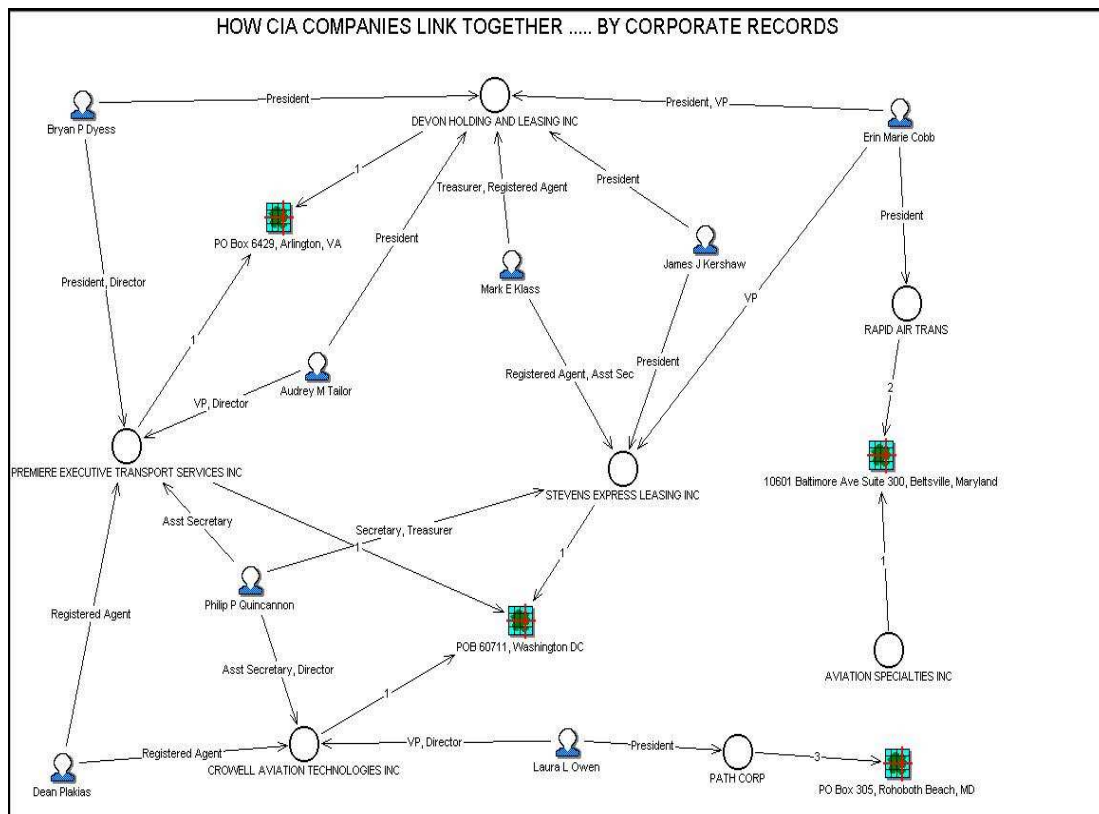 HOW CIA COMPANIES LINK TOGETHER ..... BY CORPORATE RECORDS
President
President, VP
Bryan P Dyess
DEVON HOLDING AND LEASING INC
Erin Marie Cobb
1
Treasurer, Registered Agent
President
President
PO Box 6429, Arlington, VA
President
James J Kershaw
President, Director
Mark E Klass
VP
RAPID AIR TRANS
1
President
Registered Agent, Asst Sec
2
Audrey M Tailor
VP, Director
PREMIERE EXECUTIVE TRANSPORT SERVICES INC
10601 Baltimore Ave Suite 300, Beltsville, Maryland
STEVENS EXPRESS LEASING INC
Asst Secretary
Secretary, Treasurer
1
1
1
Philip P Quincannon
Registered Agent
POB 60711, Washington DC
Asst Secretary, Director
AVIATION SPECIALTIES INC
1
Registered Agent
VP, Director
President
3
CROWELL AVIATION TECHNOLOGIES INC
Laura L Owen
PATH CORP
Dean Plakias
PO Box 305, Rohoboth Beach, MD